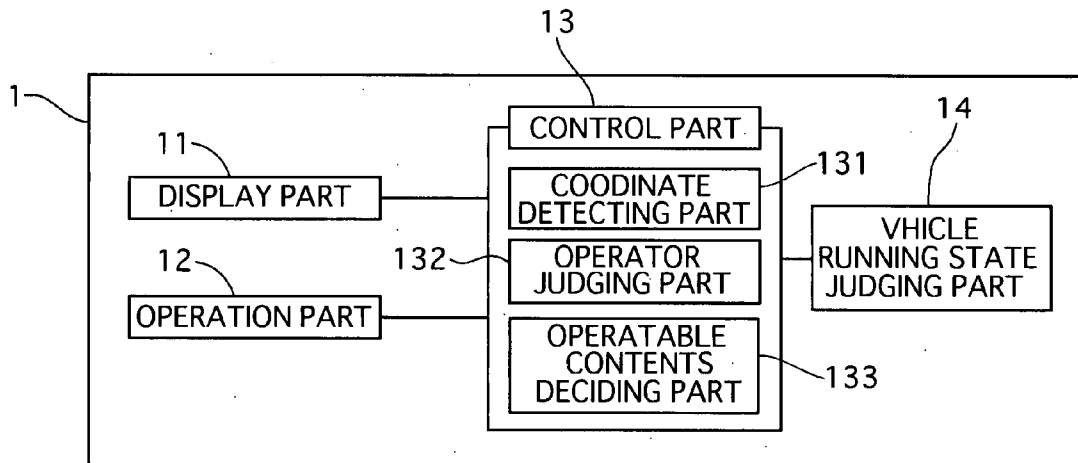 13
1
CONTROL PART
14
11
131
DISPLAY PART
COODINATE
DETECTING PART
VHICLE
RUNNING STATE
JUDGING PART
132
OPERATOR
JUDGING PART
12
OPERATION PART
OPERATABLE
CONTENTS
DECIDING PART
133